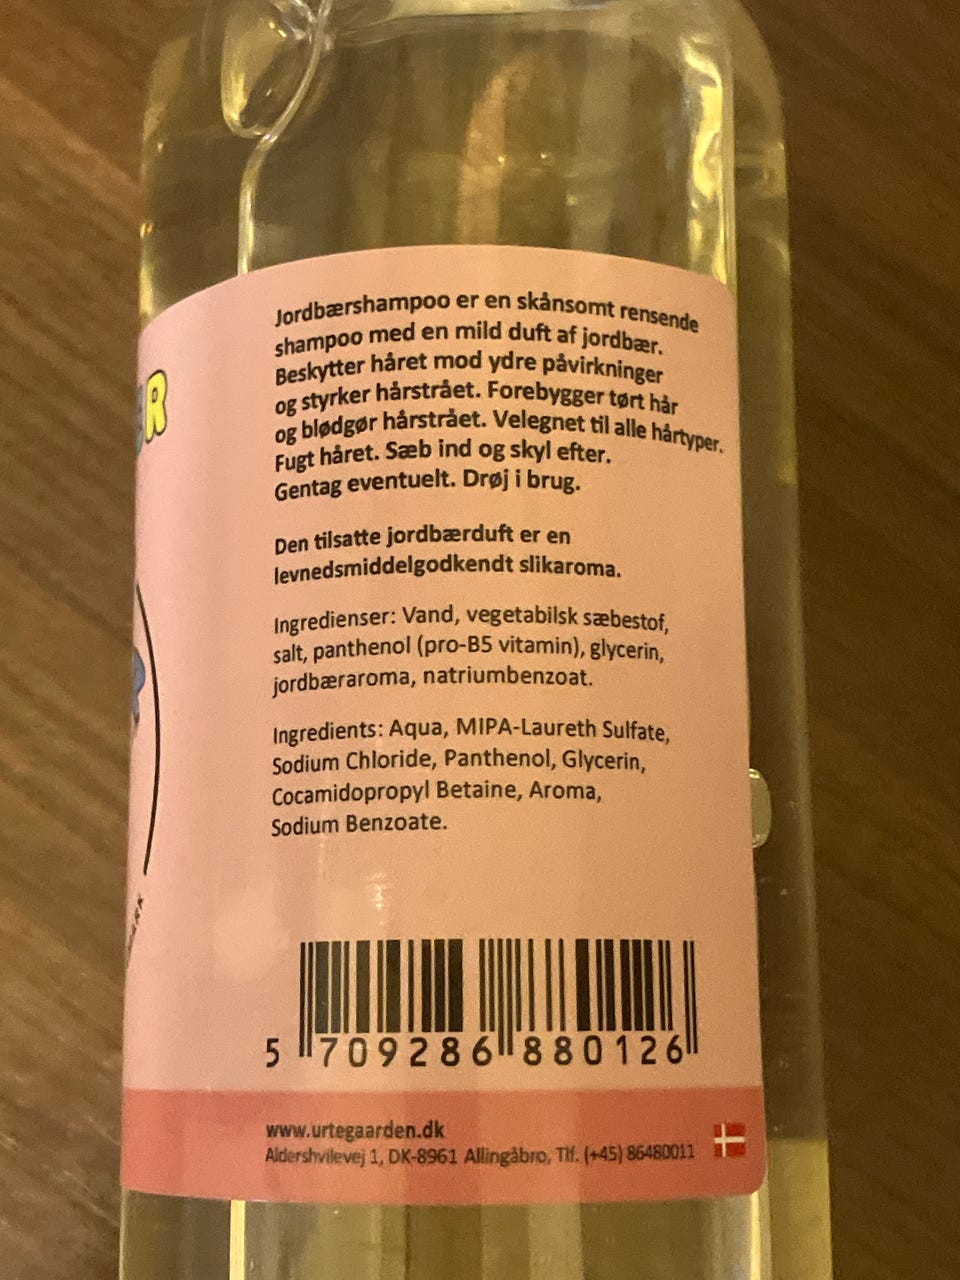 Jordbærshampoo er en skånsomt rensende
shampoo med en mild duft af jordbær.
Beskytter håret mod ydre påvirkninger
og styrker hårstrået. Forebygger tørt hår
og blødgør hårstrået. Velegnet til alle hårtyper.
Fugt håret. Sæb ind og skyl efter.
Gentag eventuelt. Drøj i brug.
Den tilsatte jordbærduft er en
levnedsmiddelgodkendt slikaroma.
Ingredienser: Vand, vegetabilsk sæbestof,
salt, panthenol (pro-B5 vitamin), glycerin,
jordbæraroma, natriumbenzoat.
Ingredients: Aqua, MIPA-Laureth Sulfate,
Sodium Chloride, Panthenol, Glycerin,
Cocamidopropyl Betaine, Aroma,
Sodium Benzoate.
5 709286 880126
www.urtegaarden.dk
Aldershvilevej 1, DK-8961 Allingåbro, Tlf. (+45) 86480011